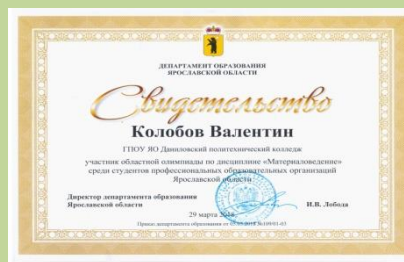 ДЕПАРТАМЕНТ ОБРАЗОВАНИЯ
ЯРОСЛАВСКОЙ ОБЛАСТИ
Свидетельство
Колобов Валентин
ГПОУ ЯО Даниловский политехнический колледж
участник областной олимпиады по дисциплине «Материаловедение»
среди студентов профессиональных образовательных организаций
Ярославской области
Директор департамента образования
Ярославской области И.В. Лобода
29 марта
Приказ департамента образования от